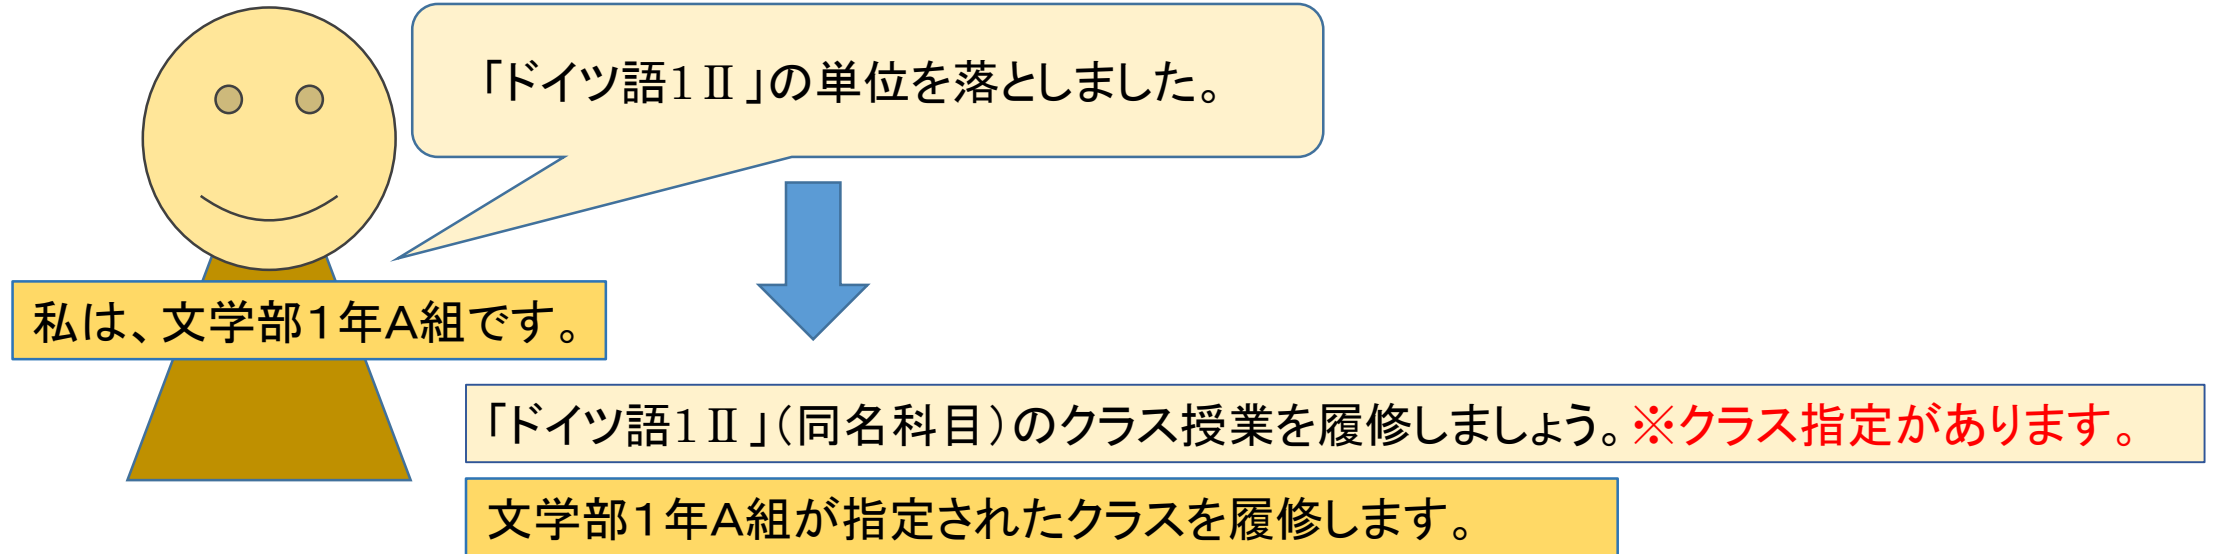 「ドイツ語1Ⅱ」の単位を落としました。
私は、文学部1年A組です。
「ドイツ語1Ⅱ」(同名科目)のクラス授業を履修しましょう。※クラス指定があります。
文学部1年A組が指定されたクラスを履修します。